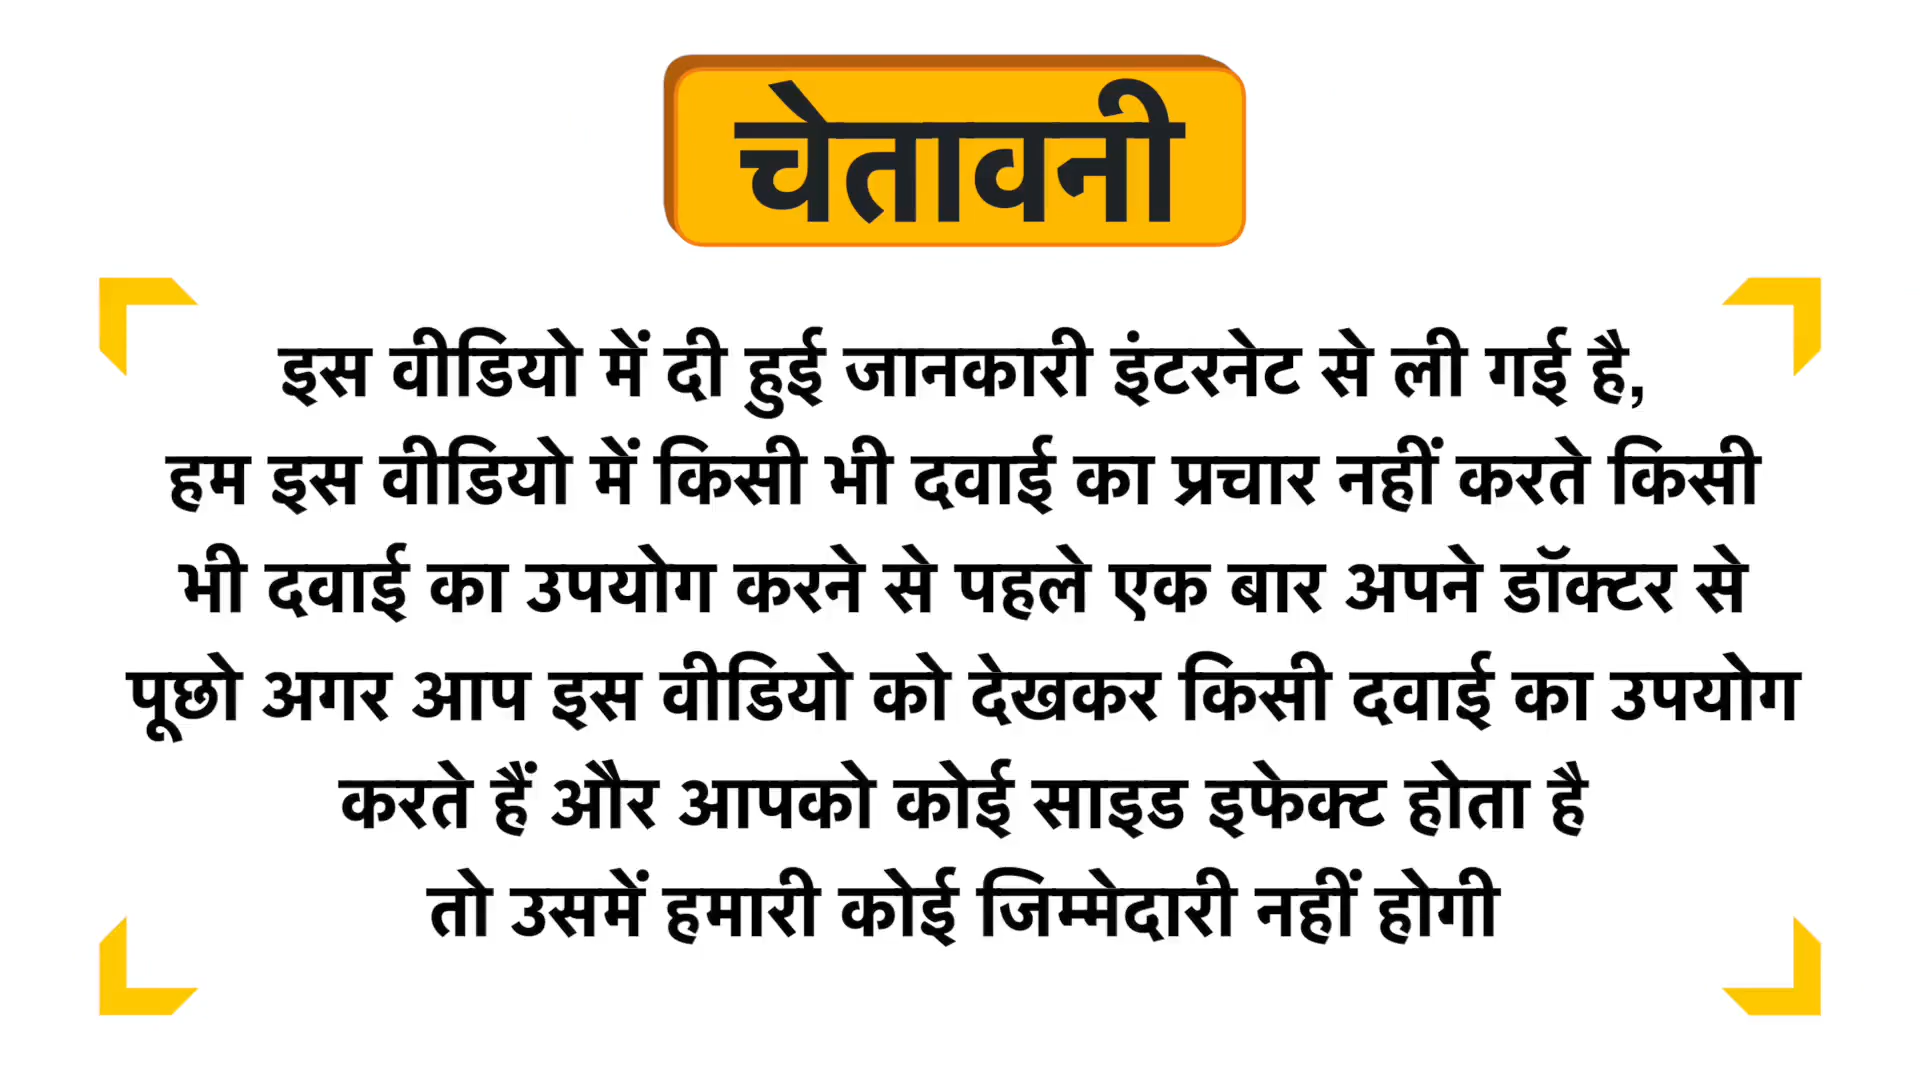 चेतावनी
इस वीडियो में दी हुई जानकारी इंटरनेट से ली गई है,
हम इस वीडियो में किसी भी दवाई का प्रचार नहीं करते किसी
भी दवाई का उपयोग करने से पहले एक बार अपने डॉक्टर से
पूछो अगर आप इस वीडियो को देखकर किसी दवाई का उपयोग
करते हैं और आपको कोई साइड इफेक्ट होता है
तो उसमें हमारी कोई जिम्मेदारी नहीं होगी